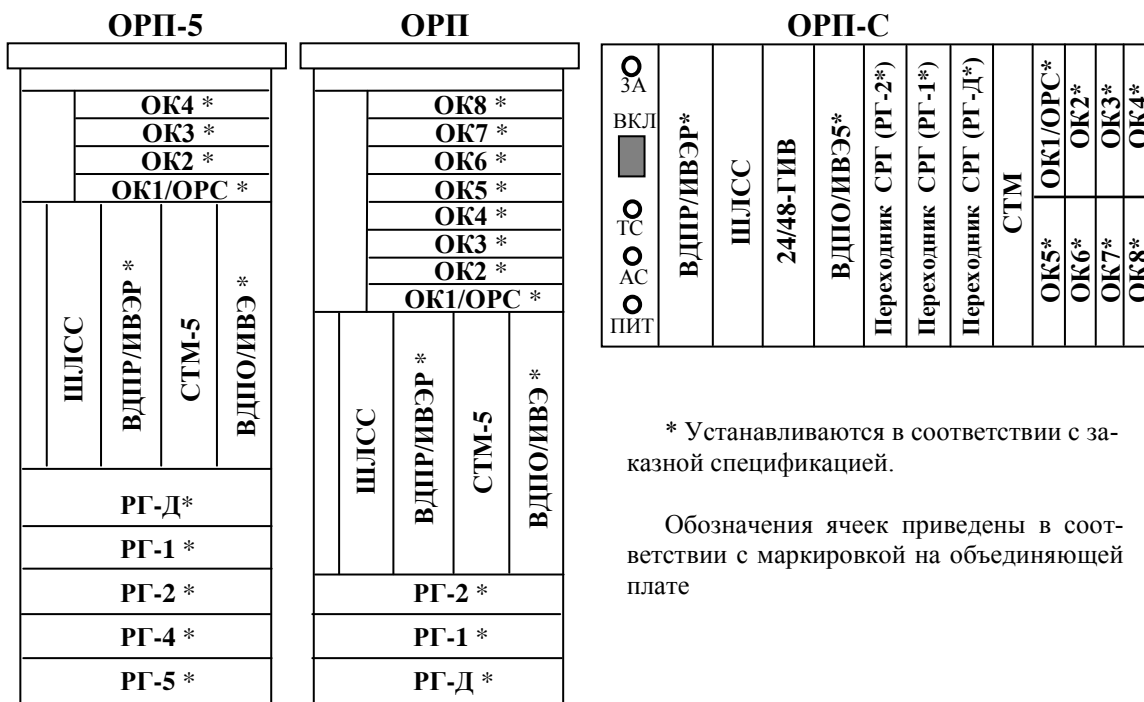 ОРП-5
ОК4 *
ОК3 *
ОК2 *
ОК1/ОРС *
ШЛСС
ВДПР/ИВЭР *
СТМ-5
ВДПО/ИВЭ *
РГ-Д*
РГ-1 *
РГ-2 *
РГ-4 *
РГ-5 *
ОРП
ОК8 *
ОК7 *
ОК6 *
ОК5 *
ОК4 *
ОК3 *
ОК2 *
ОК1/ОРС *
ШЛСС
ВДПР/ИВЭР *
СТМ-5
ВДПО/ИВЭ *
РГ-2 *
РГ-1 *
РГ-Д *
ОРП-С
ЗА
ВКЛ
ТС
АС
ПИТ
ВДПР/ИВЭР*
ШЛСС
24/48-ГИВ
ВДПО/ИВЭ5*
Переходник СРГ (РГ-2*)
Переходник СРГ (РГ-1*)
Переходник СРГ (РГ-Д*)
СТМ
ОК1/ОРС*
ОК2*
ОК3*
ОК4*
ОК5*
ОК6*
ОК7*
ОК8*
* Устанавливаются в соответствии с за-
казной спецификацией.
Обозначения ячеек приведены в соот-
ветствии с маркировкой на объединяющей
плате